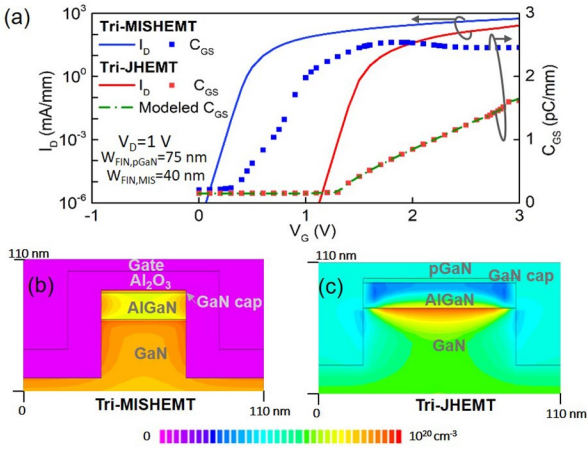 (a)
10³
10⁰
10⁻³
10⁻⁶
I_D (mA/mm)
Tri-MISHEMT
I_D C_GS
Tri-JHEMT
I_D C_GS
Modeled C_GS
V_D=1 V
W_FIN,pGaN=75 nm
W_FIN,MIS=40 nm
3
2
1
0
C_GS (pC/mm)
-1 0 1 2 3
V_G (V)
110 nm
(b)
Gate
Al₂O₃
GaN cap
AlGaN
GaN
0 110 nm
Tri-MISHEMT
110 nm
(c)
pGaN
GaN cap
AlGaN
GaN
0 110 nm
Tri-JHEMT
0 10²⁰ cm⁻³